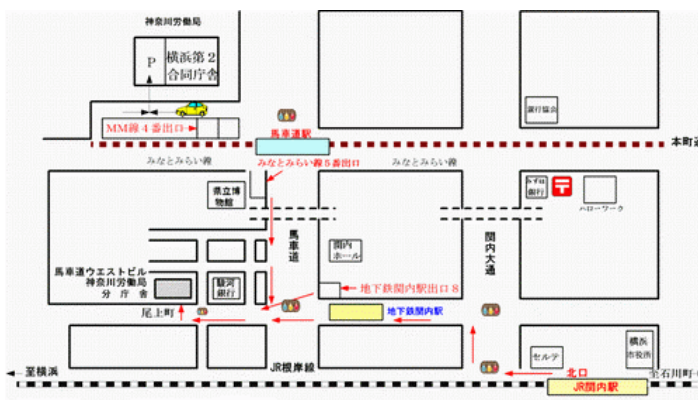 神奈川労働局
P
横浜第２
合同庁舎
MM線４番出口
馬車道駅
銀行協会
本町通
みなとみらい線
みなとみらい線５番出口
みなとみらい線
県立博
物館
みずほ
銀行
〒
ハローワーク
馬車道
関内
ホール
関内大通
馬車道ウエストビル
神奈川労働局
分庁舎
駿河
銀行
地下鉄関内駅出口８
尾上町
地下鉄関内駅
セルテ
横浜
市役所
至横浜
JR根岸線
北口
至石川町
JR関内駅